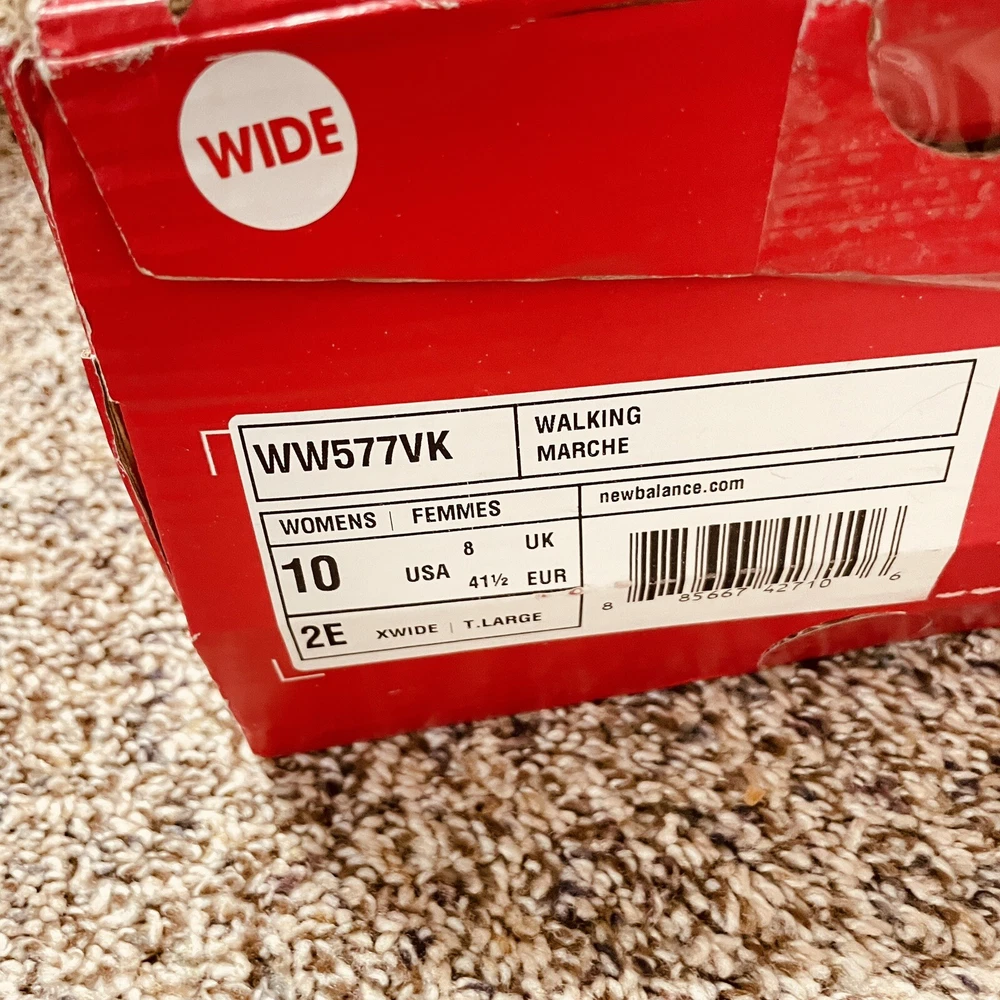 WIDE
WW577VK
WALKING
MARCHE
WOMENS | FEMMES
newbalance.com
10 USA 8 UK
41½ EUR
2E XWIDE | T.LARGE
8 85667 42710 6